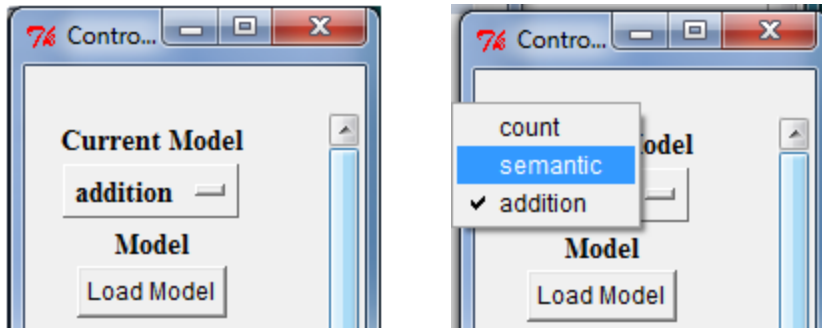 Contro...
Current Model
addition
Model
Load Model
Contro...
count
odel
semantic
addition
Model
Load Model